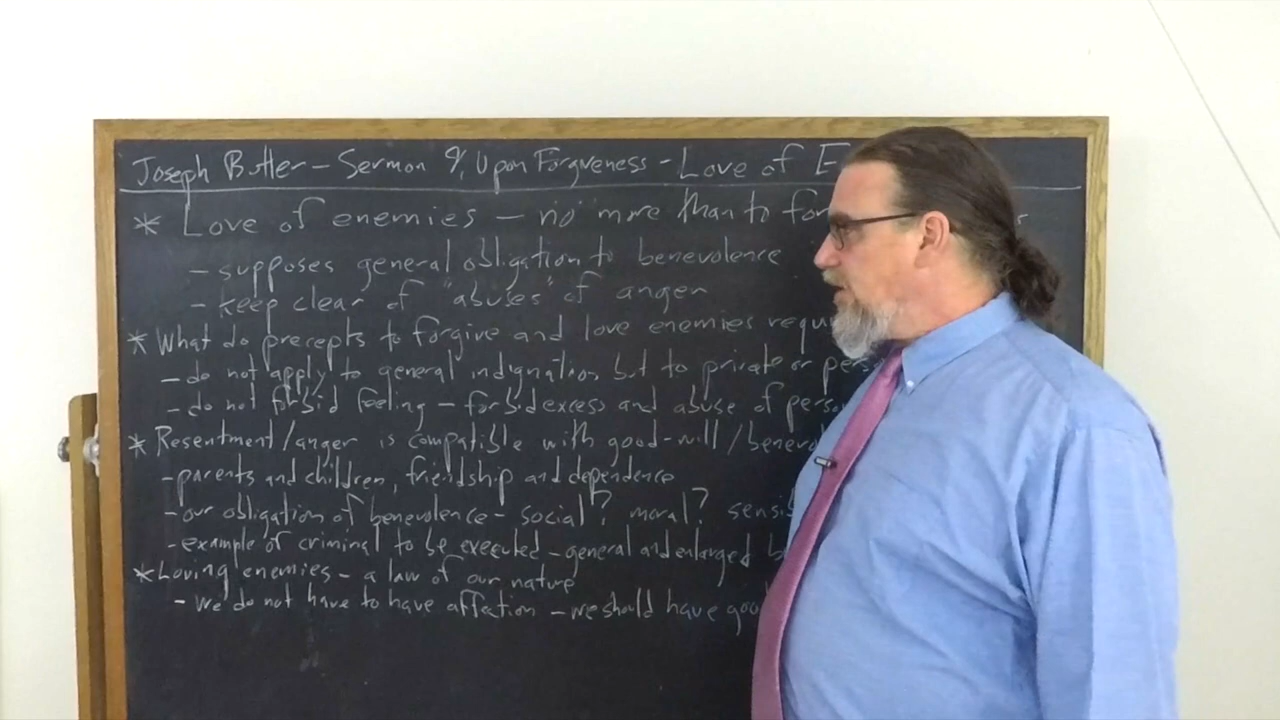 Joseph Butler - Sermon 9, Upon Forgiveness - Love of E
* Love of enemies - no more than to for
- supposes general obligation to benevolence
- keep clear of "abuses" of anger
* What do precepts to forgive and love enemies requ
- do not apply to general indignation but to private or pers
- do not forbid feeling - forbid excess and abuse of perso
* Resentment/anger is compatible with good-will/benevo
- parents and children, friendship and dependence
- our obligation of benevolence - social? moral? sensi
- example of criminal to be executed - general and enlarged b
* Loving enemies - a law of our nature
- we do not have to have affection - we should have goo